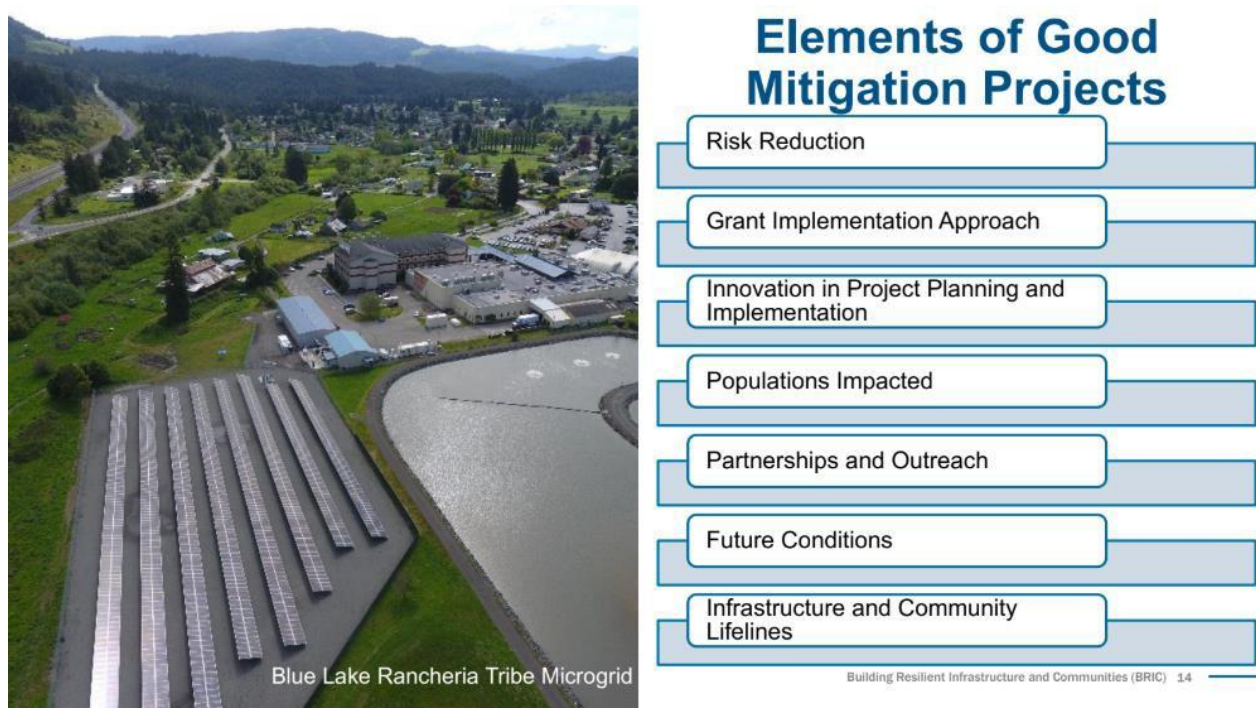 Elements of Good
Mitigation Projects
Risk Reduction
Grant Implementation Approach
Innovation in Project Planning and
Implementation
Populations Impacted
Partnerships and Outreach
Future Conditions
Infrastructure and Community
Lifelines
Blue Lake Rancheria Tribe Microgrid
Building Resilient Infrastructure and Communities (BRIC) 14